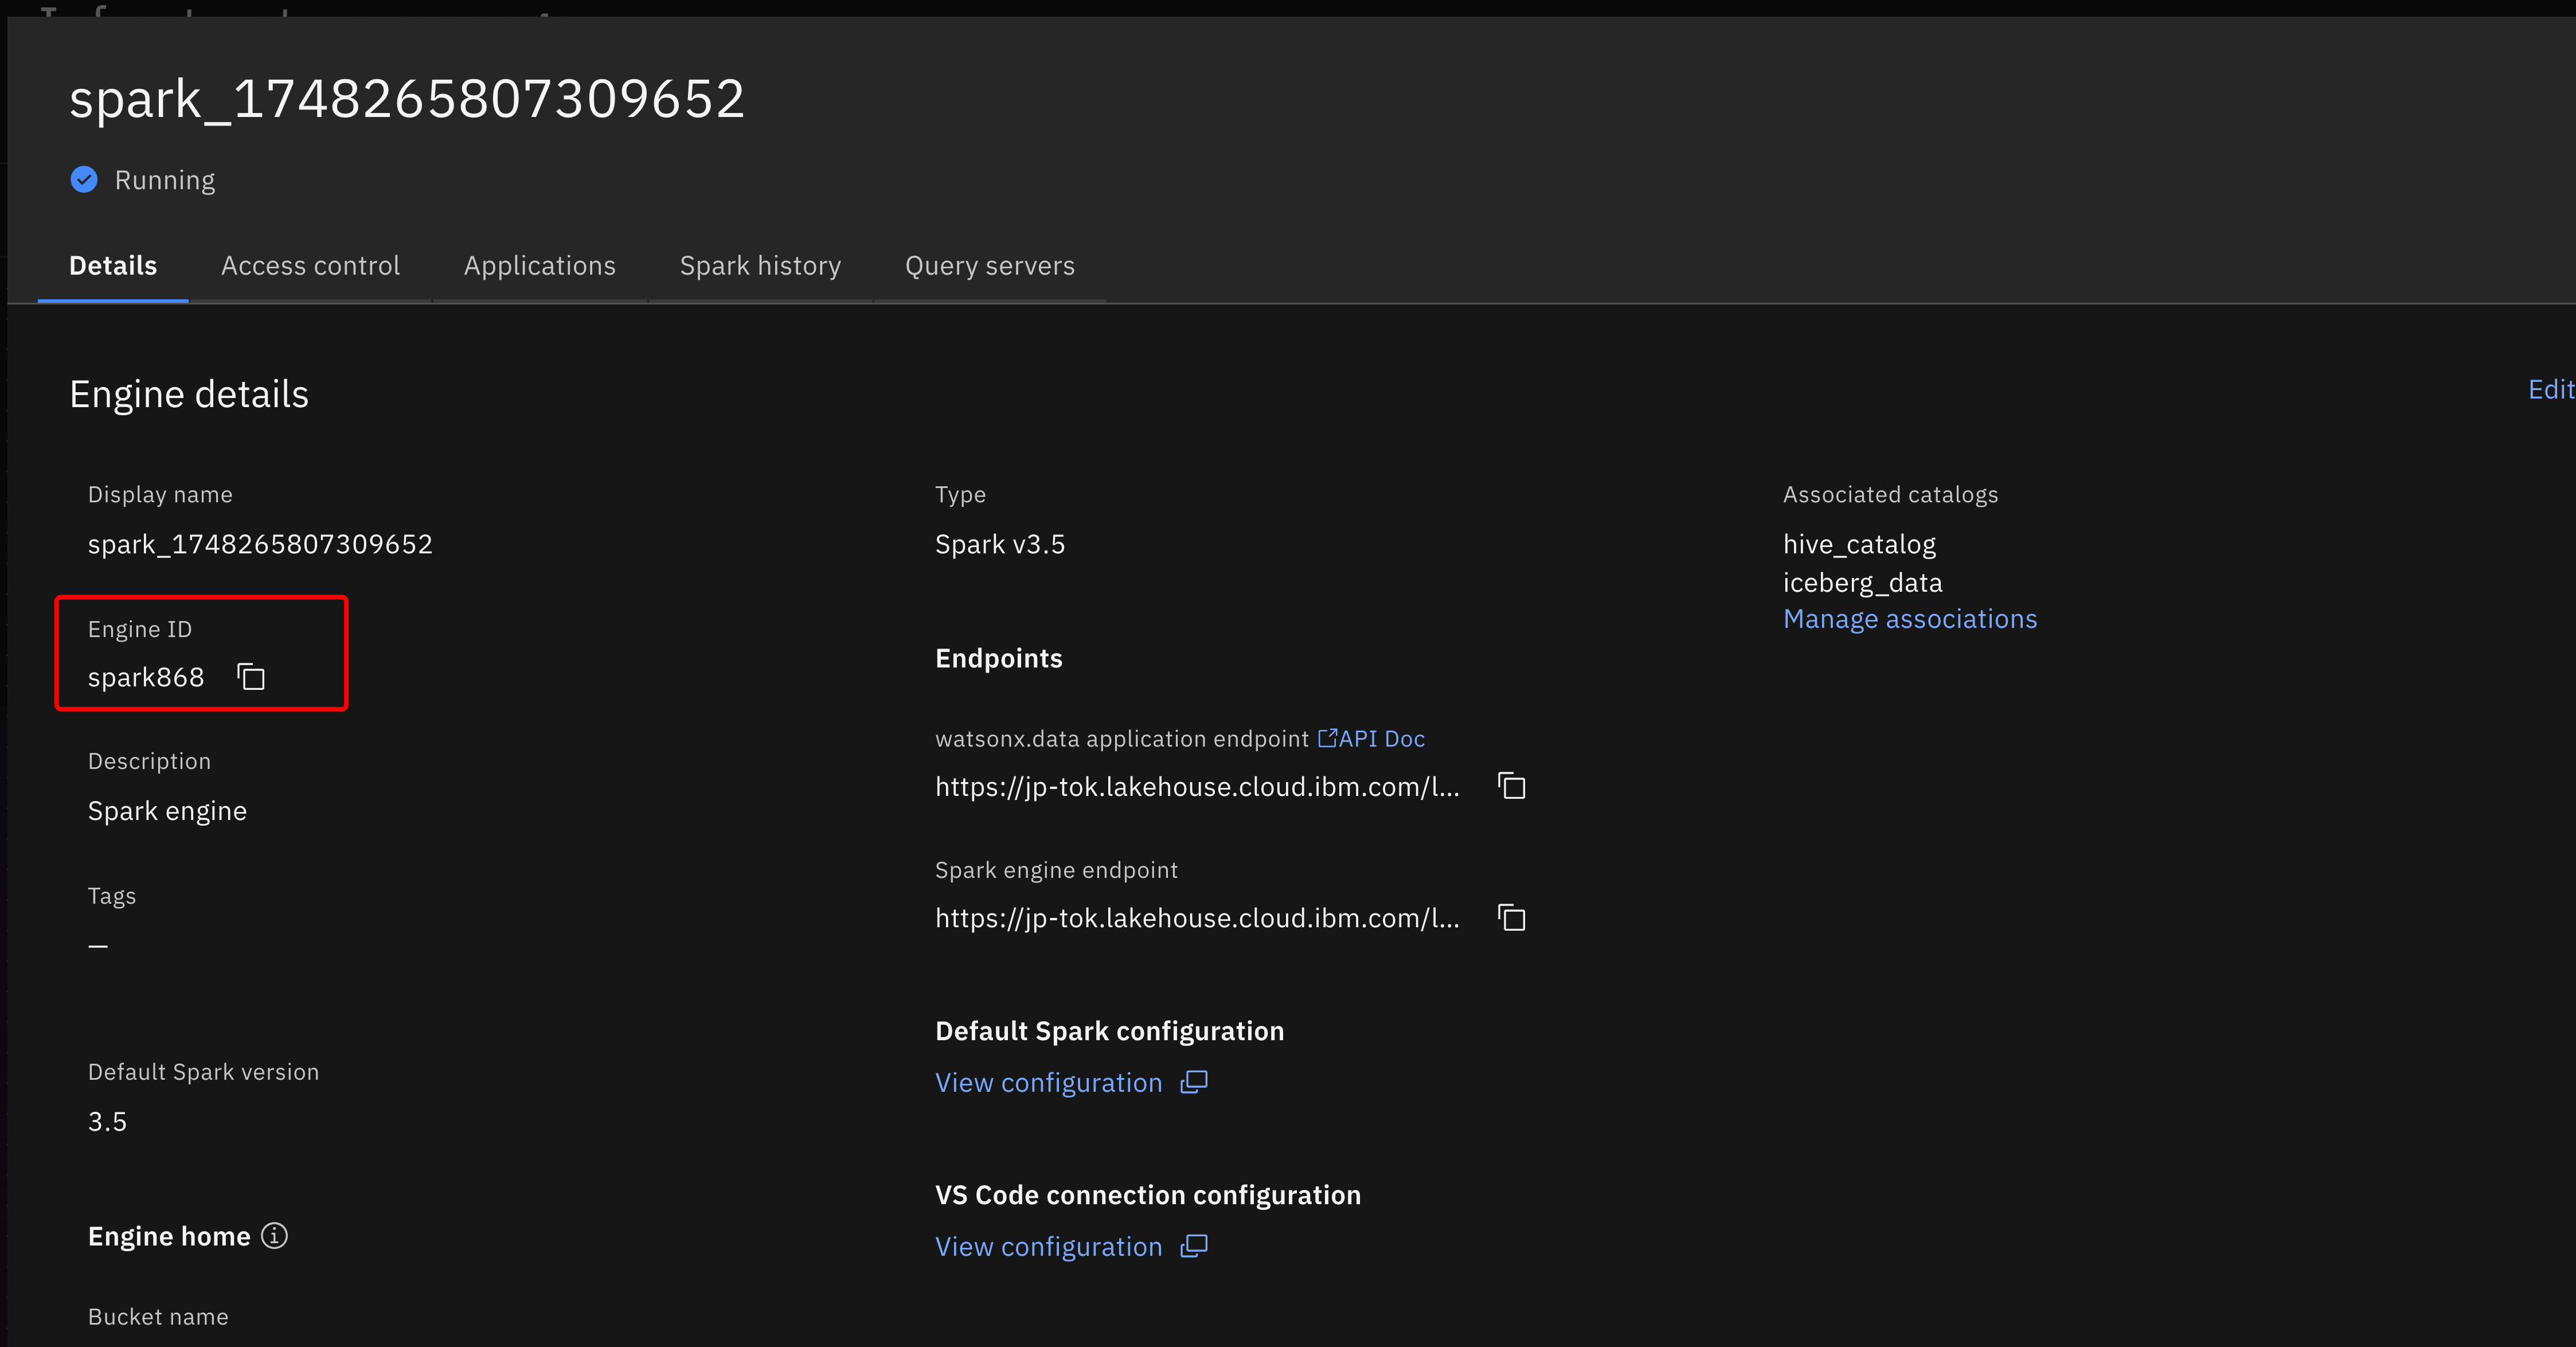 spark_1748265807309652
Running
Details Access control Applications Spark history Query servers
Engine details
Edit
Display name
spark_1748265807309652
Engine ID
spark868
Description
Spark engine
Tags
—
Default Spark version
3.5
Engine home
Bucket name
Type
Spark v3.5
Endpoints
watsonx.data application endpoint API Doc
https://jp-tok.lakehouse.cloud.ibm.com/l...
Spark engine endpoint
https://jp-tok.lakehouse.cloud.ibm.com/l...
Default Spark configuration
View configuration
VS Code connection configuration
View configuration
Associated catalogs
hive_catalog
iceberg_data
Manage associations